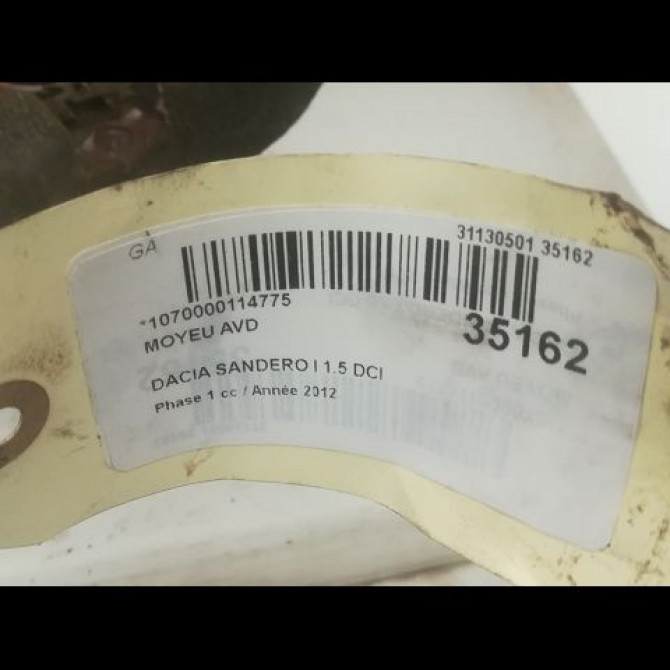 GA
31130501 35162
*1070000114775
35162
MOYEU AVD
DACIA SANDERO I 1.5 DCI
Phase 1 cc / Année 2012